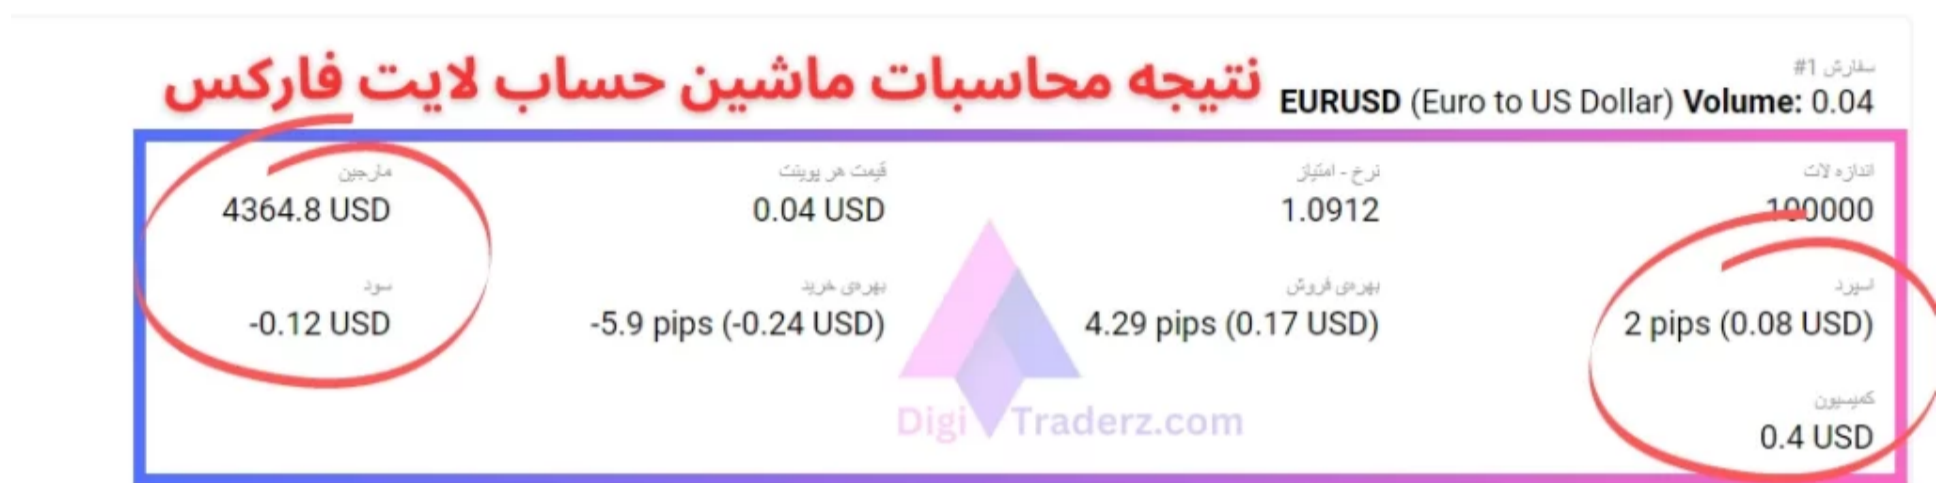 سفارش 1#
نتیجه محاسبات ماشین حساب لایت فارکس
EURUSD (Euro to US Dollar) Volume: 0.04
اندازه لات
100000
نرخ - امتیاز
1.0912
قیمت هر پوینت
0.04 USD
مارجین
4364.8 USD
اسپرد
2 pips (0.08 USD)
بهره‌ی فروش
4.29 pips (0.17 USD)
بهره‌ی خرید
-5.9 pips (-0.24 USD)
سود
-0.12 USD
کمیسیون
0.4 USD
Digi Traderz.com